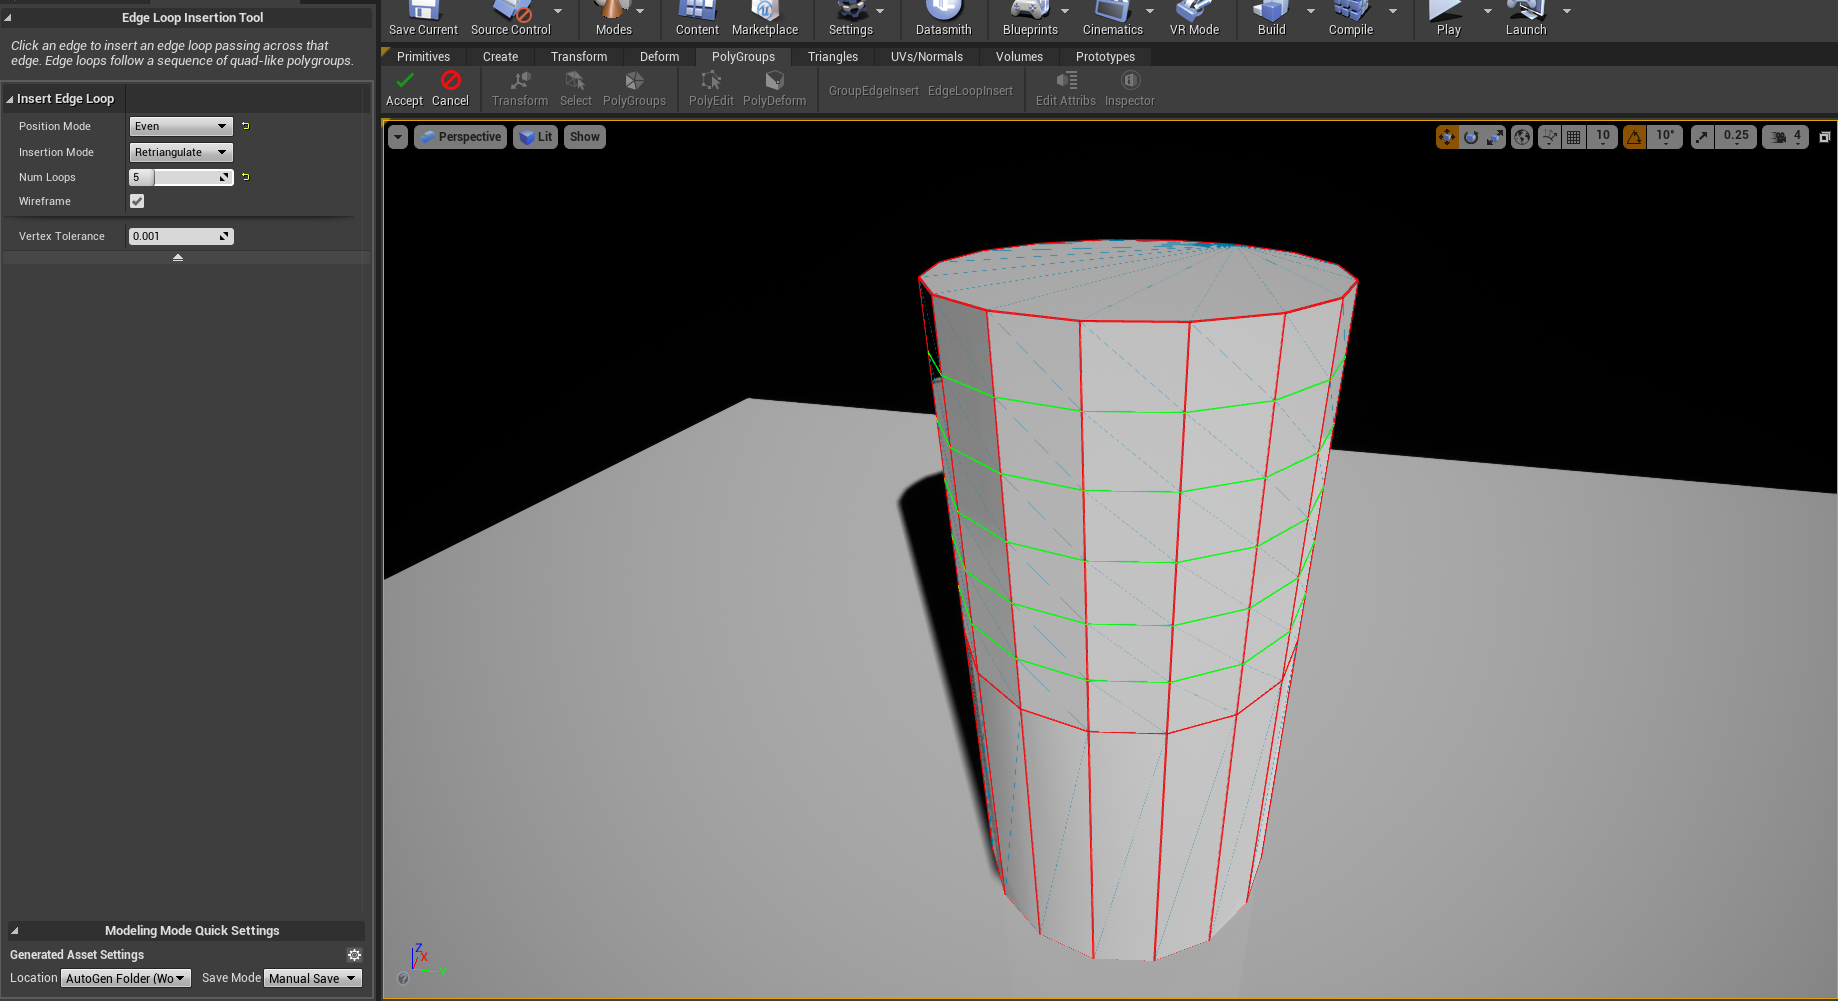 Edge Loop Insertion Tool
Click an edge to insert an edge loop passing across that
edge. Edge loops follow a sequence of quad-like polygroups.
Insert Edge Loop
Position Mode Even
Insertion Mode Retriangulate
Num Loops 5
Wireframe
Vertex Tolerance 0.001
Modeling Mode Quick Settings
Generated Asset Settings
Location AutoGen Folder (Wo Save Mode Manual Save
Save Current Source Control Modes Content Marketplace Settings Datasmith Blueprints Cinematics VR Mode Build Compile Play Launch
Primitives Create Transform Deform PolyGroups Triangles UVs/Normals Volumes Prototypes
Accept Cancel Transform Select PolyGroups PolyEdit PolyDeform GroupEdgeInsert EdgeLoopInsert Edit Attribs Inspector
Perspective Lit Show 10 10° 0.25 4
Z
X
Y
?